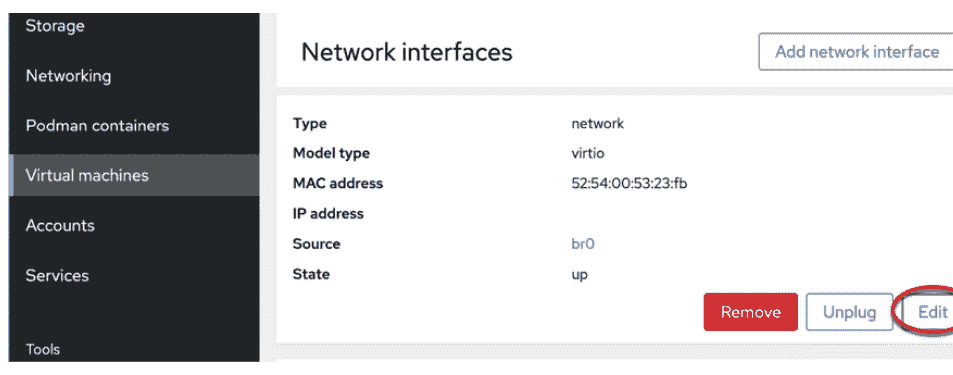 Storage
Networking
Podman containers
Virtual machines
Accounts
Services
Tools
Network interfaces
Add network interface
Type network
Model type virtio
MAC address 52:54:00:53:23:fb
IP address
Source br0
State up
Remove Unplug Edit